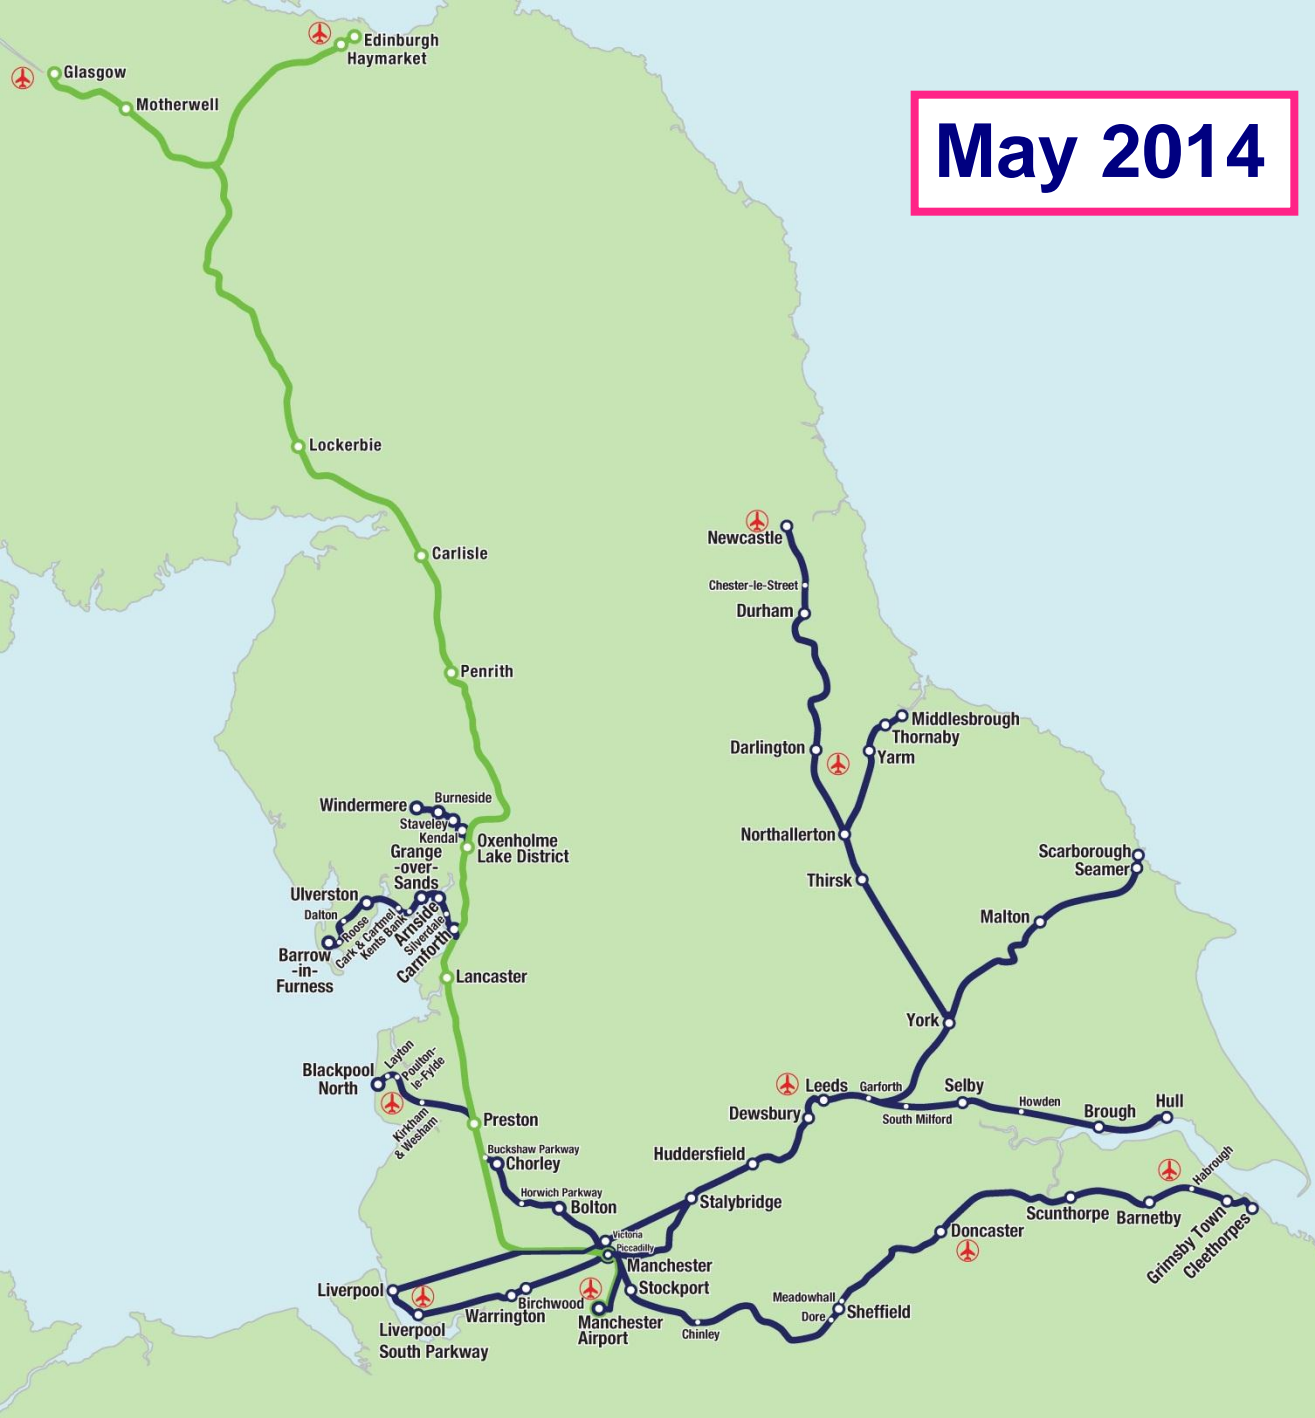 Edinburgh
Haymarket
Glasgow
Motherwell
May 2014
Lockerbie
Carlisle
Newcastle
Chester-le-Street
Durham
Penrith
Middlesbrough
Thornaby
Darlington
Yarm
Windermere
Burneside
Staveley
Kendal
Oxenholme
Lake District
Northallerton
Grange
-over-
Sands
Scarborough
Seamer
Thirsk
Ulverston
Dalton
Roose
Cark & Cartmel
Kents Bank
Arnside
Silverdale
Carnforth
Malton
Barrow
-in-
Furness
Lancaster
York
Layton
Poulton-
le-Fylde
Blackpool
North
Kirkham
& Wesham
Preston
Leeds
Garforth
Selby
Dewsbury
South Milford
Howden
Brough
Hull
Buckshaw Parkway
Chorley
Huddersfield
Habrough
Horwich Parkway
Bolton
Stalybridge
Scunthorpe
Barnetby
Grimsby Town
Cleethorpes
Doncaster
Victoria
Piccadilly
Manchester
Stockport
Liverpool
Birchwood
Warrington
Manchester
Airport
Liverpool
South Parkway
Chinley
Meadowhall
Dore
Sheffield